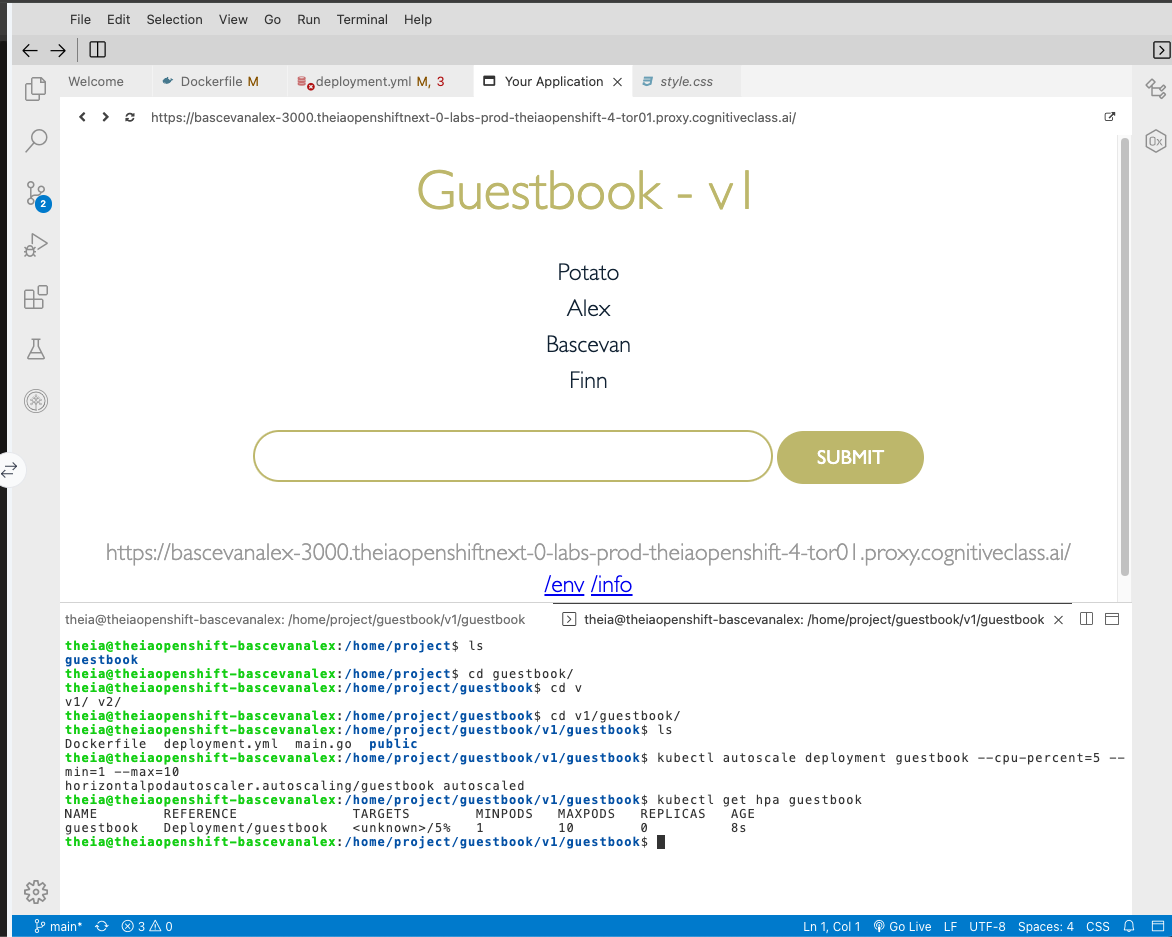 File Edit Selection View Go Run Terminal Help
Welcome Dockerfile M deployment.yml M, 3 Your Application style.css
https://bascevanalex-3000.theiaopenshiftnext-0-labs-prod-theiaopenshift-4-tor01.proxy.cognitiveclass.ai/
Guestbook - v1
Potato
Alex
Bascevan
Finn
SUBMIT
https://bascevanalex-3000.theiaopenshiftnext-0-labs-prod-theiaopenshift-4-tor01.proxy.cognitiveclass.ai/
/env /info
2
0x
theia@theiaopenshift-bascevanalex: /home/project/guestbook/v1/guestbook theia@theiaopenshift-bascevanalex: /home/project/guestbook/v1/guestbook
theia@theiaopenshift-bascevanalex:/home/project$ ls
guestbook
theia@theiaopenshift-bascevanalex:/home/project$ cd guestbook/
theia@theiaopenshift-bascevanalex:/home/project/guestbook$ cd v
v1/ v2/
theia@theiaopenshift-bascevanalex:/home/project/guestbook$ cd v1/guestbook/
theia@theiaopenshift-bascevanalex:/home/project/guestbook/v1/guestbook$ ls
Dockerfile deployment.yml main.go public
theia@theiaopenshift-bascevanalex:/home/project/guestbook/v1/guestbook$ kubectl autoscale deployment guestbook --cpu-percent=5 --
min=1 --max=10
horizontalpodautoscaler.autoscaling/guestbook autoscaled
theia@theiaopenshift-bascevanalex:/home/project/guestbook/v1/guestbook$ kubectl get hpa guestbook
NAME REFERENCE TARGETS MINPODS MAXPODS REPLICAS AGE
guestbook Deployment/guestbook <unknown>/5% 1 10 0 8s
theia@theiaopenshift-bascevanalex:/home/project/guestbook/v1/guestbook$
main* 3 0 Ln 1, Col 1 Go Live LF UTF-8 Spaces: 4 CSS